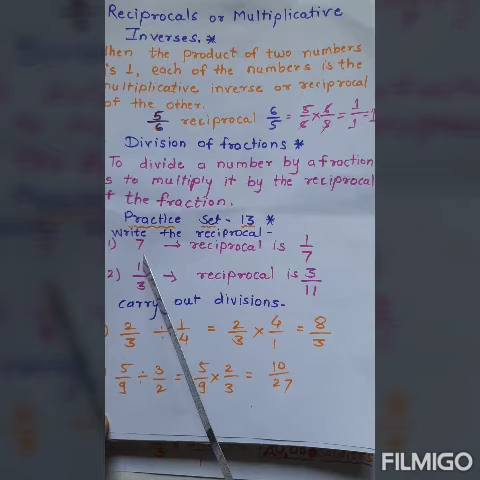 Reciprocals or Multiplicative
Inverses.*
hen the product of two numbers
is 1, each of the numbers is the
multiplicative inverse or reciprocal
of the other.
5/6 reciprocal 6/5 = 5/6 × 6/5 = 1/1 = 1
Division of fractions *
To divide a number by a fraction
s to multiply it by the reciprocal
f the fraction.
Practice Set - 13 *
Write the reciprocal-
1) 7 → reciprocal is 1/7
2) 1/3 → reciprocal is 3/11
carry out divisions-
) 2/3 ÷ 1/4 = 2/3 × 4/1 = 8/3
5/9 ÷ 3/2 = 5/9 × 2/3 = 10/27
FILMIGO